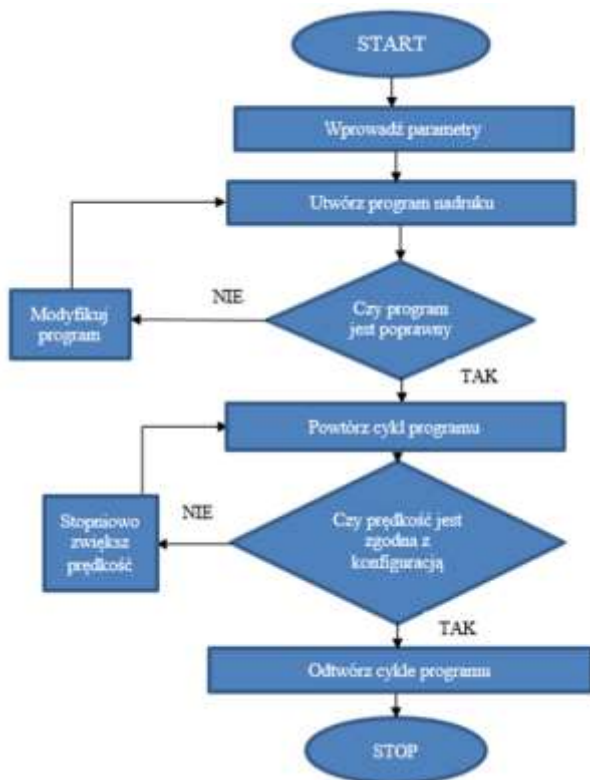 START
Wprowadź parametry
Utwórz program nadruku
NIE
Czy program
jest poprawny
Modyfikuj
program
TAK
Powtórz cykl programu
NIE
Czy prędkość jest
zgodna z
konfiguracją
Stopniowo
zwiększ
prędkość
TAK
Odtwórz cykle programu
STOP